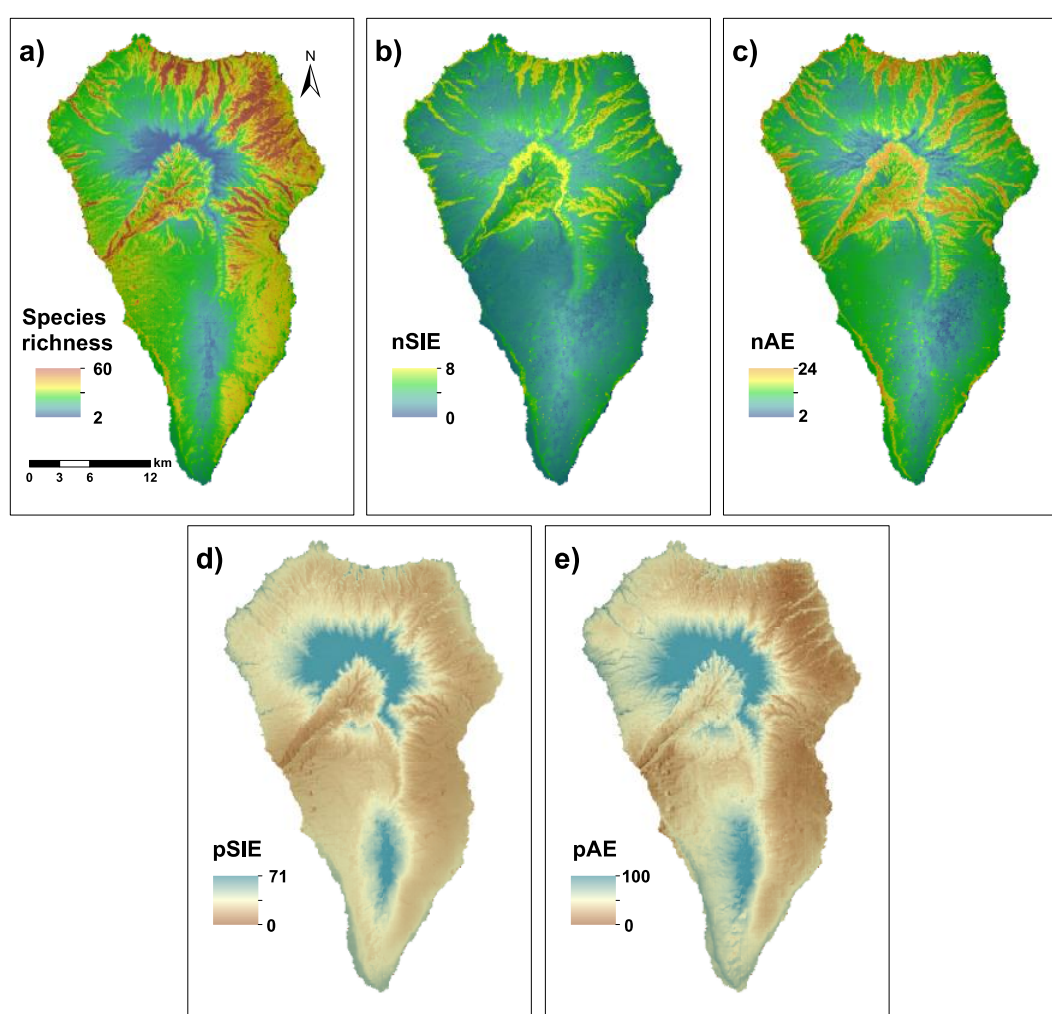 a)
N
Species
richness
60
2
km
0 3 6 12
b)
nSIE
8
0
c)
nAE
24
2
d)
pSIE
71
0
e)
pAE
100
0